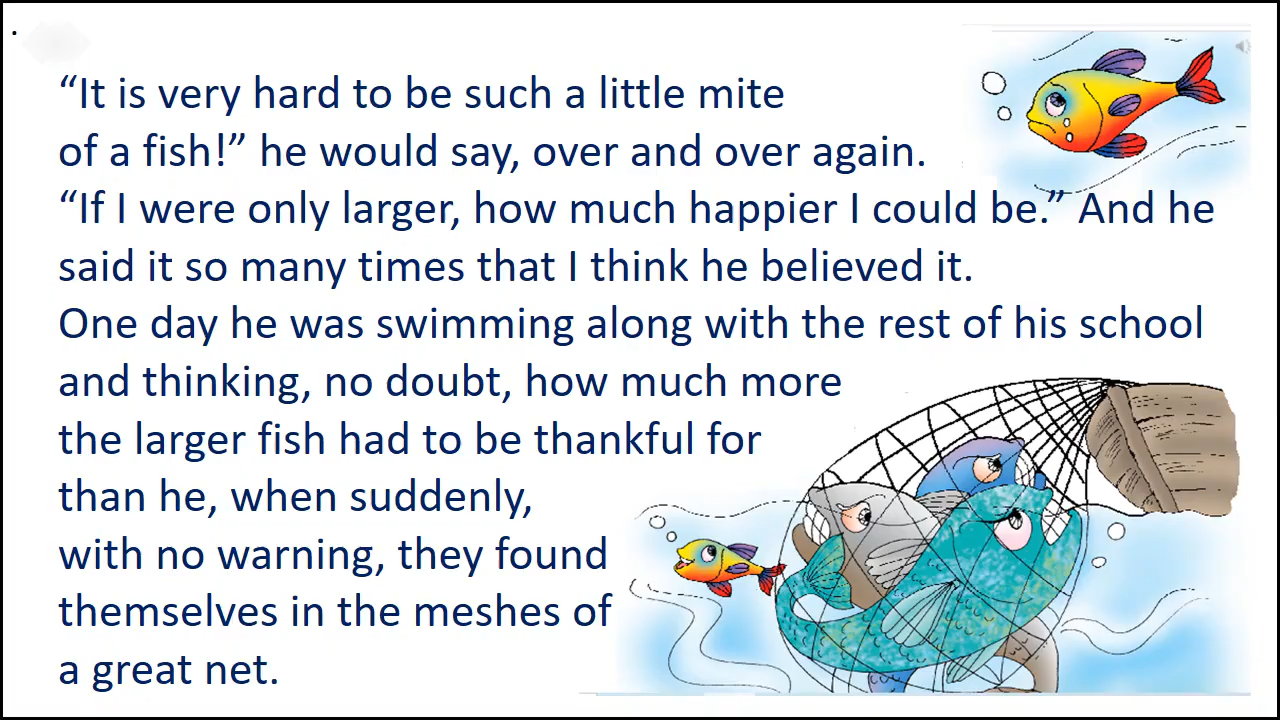 “It is very hard to be such a little mite
of a fish!” he would say, over and over again.
“If I were only larger, how much happier I could be.” And he
said it so many times that I think he believed it.
One day he was swimming along with the rest of his school
and thinking, no doubt, how much more
the larger fish had to be thankful for
than he, when suddenly,
with no warning, they found
themselves in the meshes of
a great net.